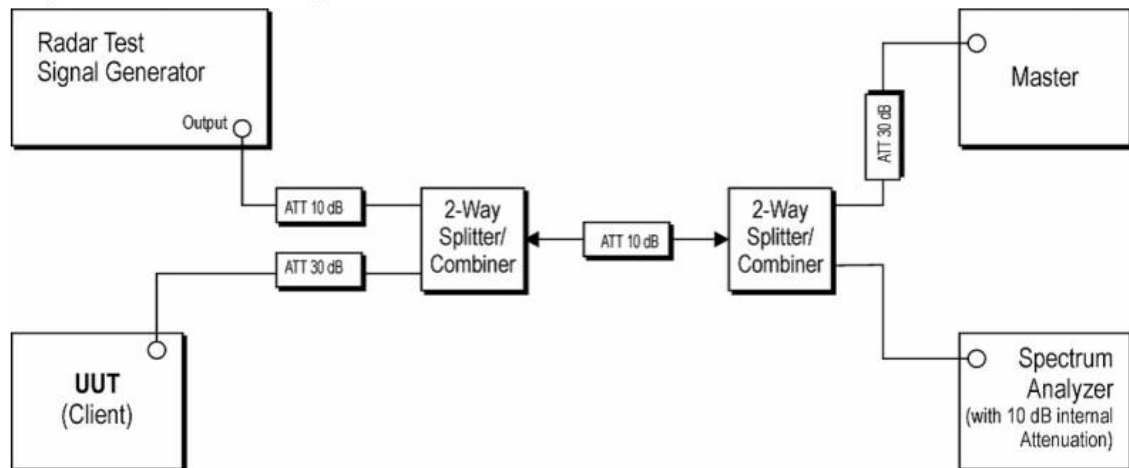 Radar Test
Signal Generator
Output
ATT 10 dB
ATT 30 dB
UUT
(Client)
2-Way
Splitter/
Combiner
ATT 10 dB
2-Way
Splitter/
Combiner
ATT 30 dB
Master
Spectrum
Analyzer
(with 10 dB internal
Attenuation)